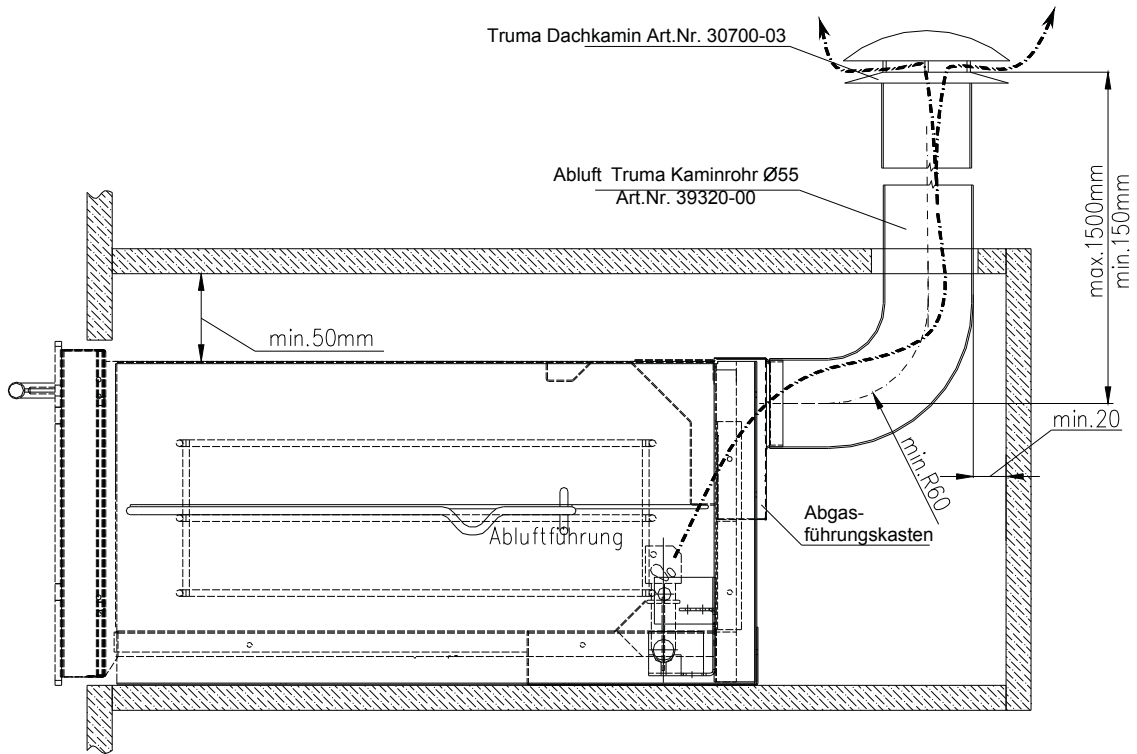 Truma Dachkamin Art.Nr. 30700-03
Abluft Truma Kaminrohr Ø55
Art.Nr. 39320-00
max.1500mm
min.150mm
min.50mm
min.20
min.R60
Abgas-
führungskasten
Abluftführung